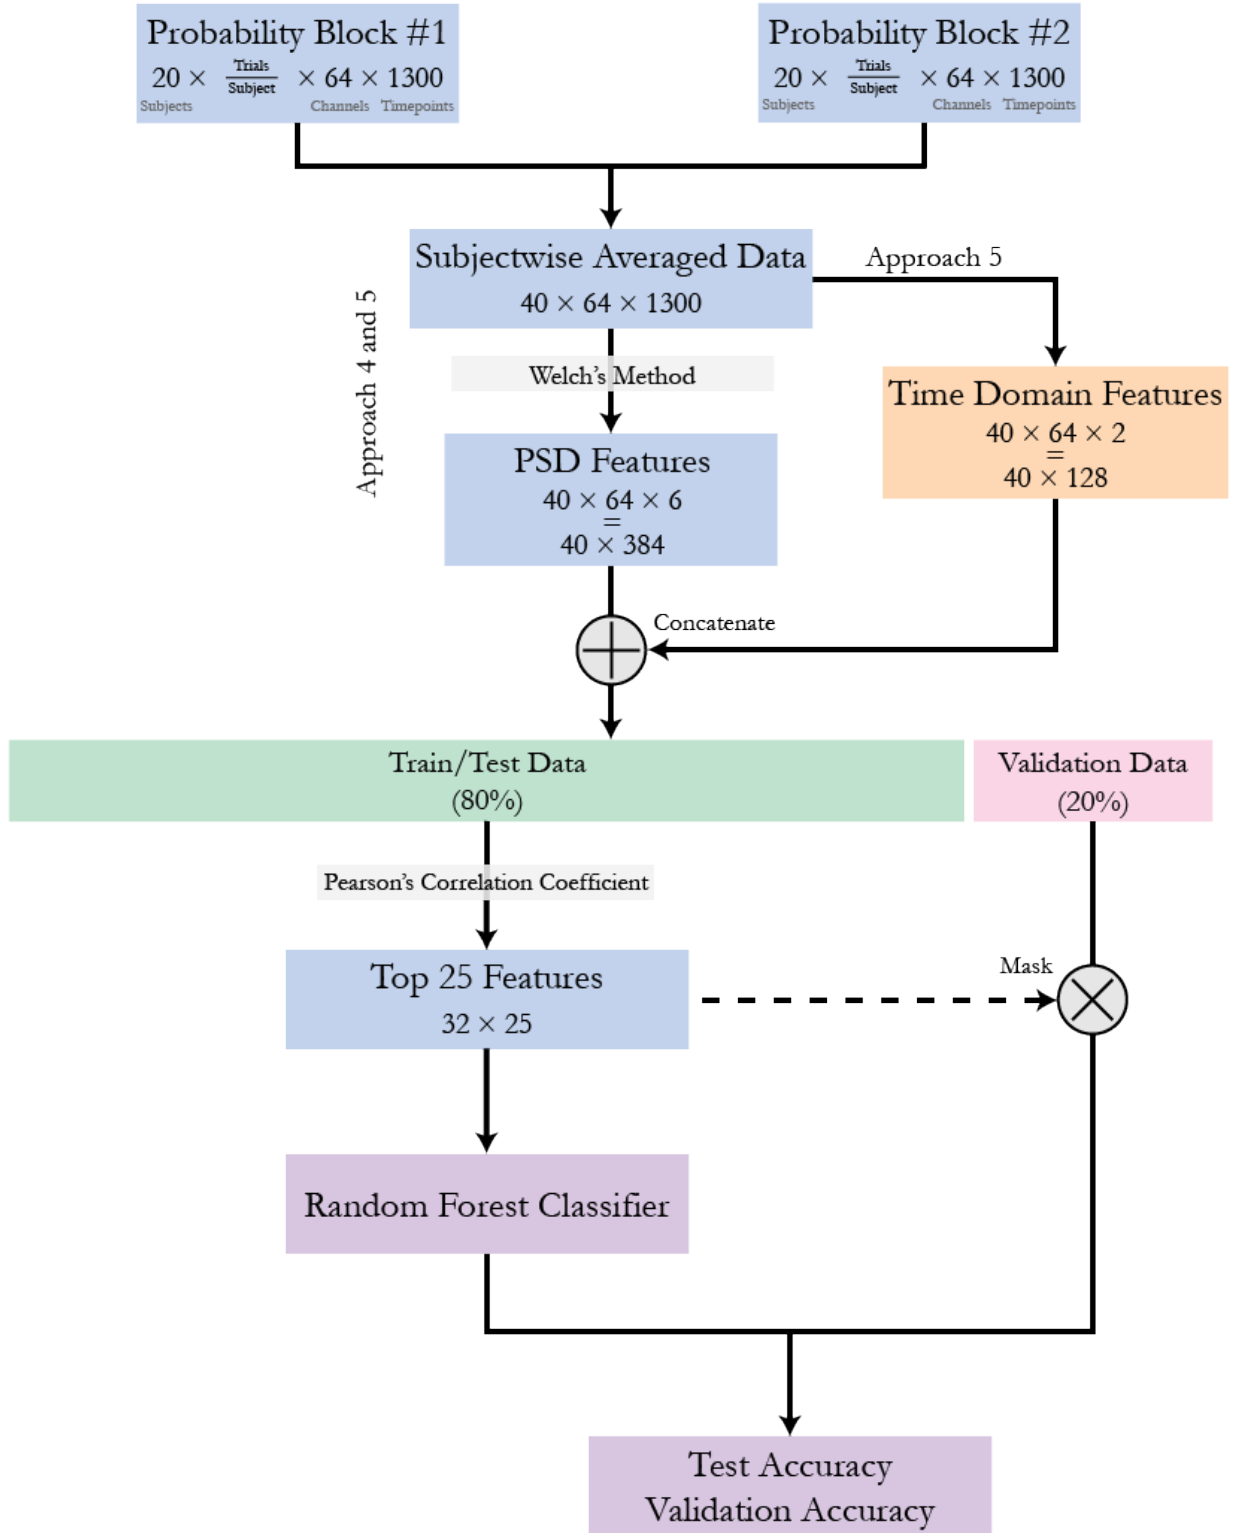 Probability Block #1
20 × Trials/Subject × 64 × 1300
Subjects Channels Timepoints
Probability Block #2
20 × Trials/Subject × 64 × 1300
Subjects Channels Timepoints
Subjectwise Averaged Data
40 × 64 × 1300
Approach 5
Approach 4 and 5
Welch's Method
Time Domain Features
40 × 64 × 2
=
40 × 128
PSD Features
40 × 64 × 6
=
40 × 384
Concatenate
Train/Test Data
(80%)
Validation Data
(20%)
Pearson's Correlation Coefficient
Top 25 Features
32 × 25
Mask
Random Forest Classifier
Test Accuracy
Validation Accuracy